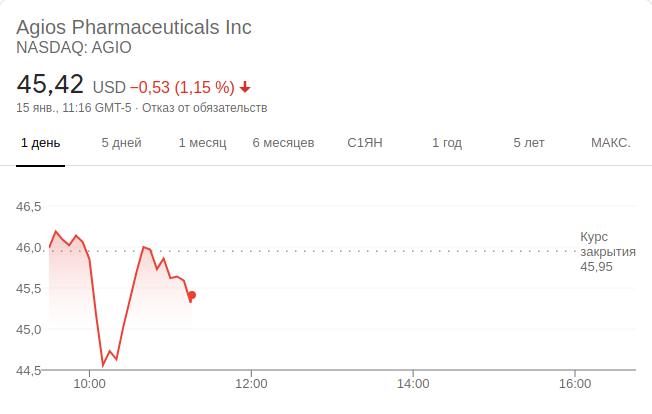 Agios Pharmaceuticals Inc
NASDAQ: AGIO
45,42 USD −0,53 (1,15 %)
15 янв., 11:16 GMT-5 · Отказ от обязательств
1 день 5 дней 1 месяц 6 месяцев С1ЯН 1 год 5 лет МАКС.
46,5
46,0
45,5
45,0
44,5
Курс
закрытия
45,95
10:00 12:00 14:00 16:00